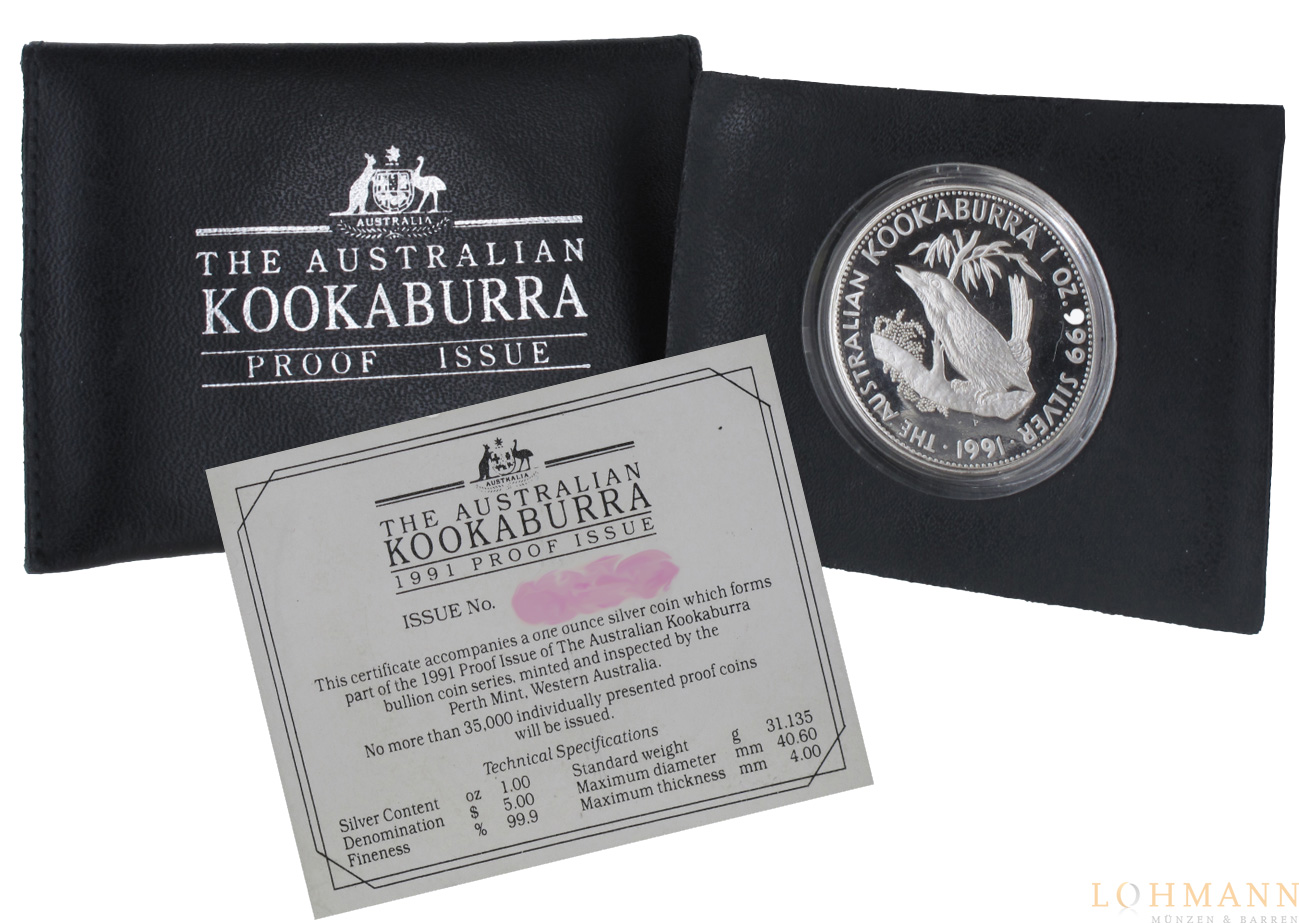 AUSTRALIA
THE AUSTRALIAN
KOOKABURRA
PROOF ISSUE
THE AUSTRALIAN KOOKABURRA 1 OZ. 999 SILVER
· 1991 ·
AUSTRALIA
THE AUSTRALIAN
KOOKABURRA
1991 PROOF ISSUE
ISSUE No.
This certificate accompanies a one ounce silver coin which forms
part of the 1991 Proof Issue of The Australian Kookaburra
bullion coin series, minted and inspected by the
Perth Mint, Western Australia.
No more than 35,000 individually presented proof coins
will be issued.
Technical Specifications
Silver Content oz 1.00 Standard weight g 31.135
Denomination $ 5.00 Maximum diameter mm 40.60
Fineness % 99.9 Maximum thickness mm 4.00
LOHMANN
MÜNZEN & BARREN